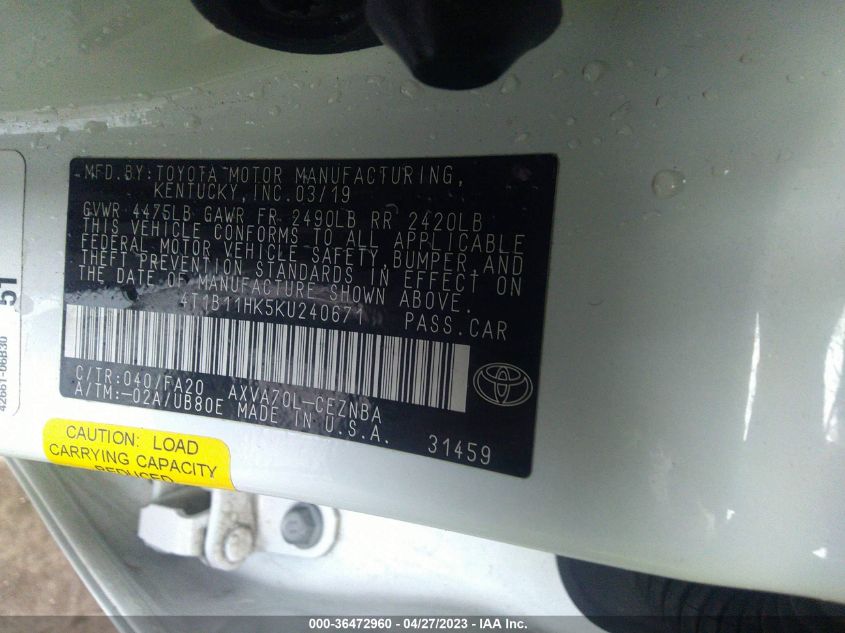 MFD.BY:TOYOTA MOTOR MANUFACTURING,
KENTUCKY, INC.03/19
GVWR 4475LB GAWR FR 2490LB RR 2420LB
THIS VEHICLE CONFORMS TO ALL APPLICABLE
FEDERAL MOTOR VEHICLE SAFETY, BUMPER, AND
THEFT PREVENTION STANDARDS IN EFFECT ON
THE DATE OF MANUFACTURE SHOWN ABOVE.
4T1B11HK5KU240671 PASS.CAR
C/TR:040/FA20 AXVA70L-CEZNBA
A/TM:-02A/UB80E MADE IN U.S.A.
31459
CAUTION: LOAD
CARRYING CAPACITY
REDUCED
51
42661-06B30
000-36472960 - 04/27/2023 - IAA Inc.